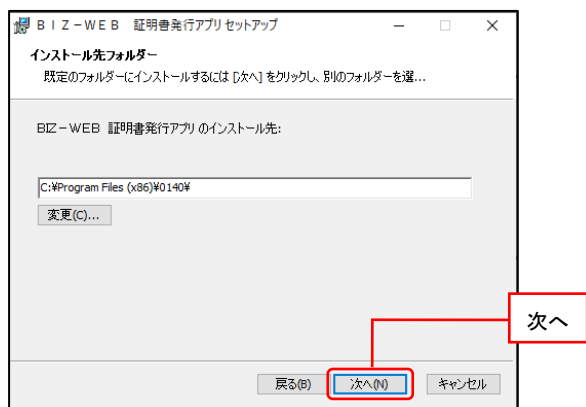 BIZ－WEB　証明書発行アプリ セットアップ
インストール先フォルダー
既定のフォルダーにインストールするには [次へ] をクリックし、別のフォルダーを選...
BIZ－WEB　証明書発行アプリ のインストール先:
C:¥Program Files (x86)¥0140¥
変更(C)...
次へ
戻る(B)
次へ(N)
キャンセル